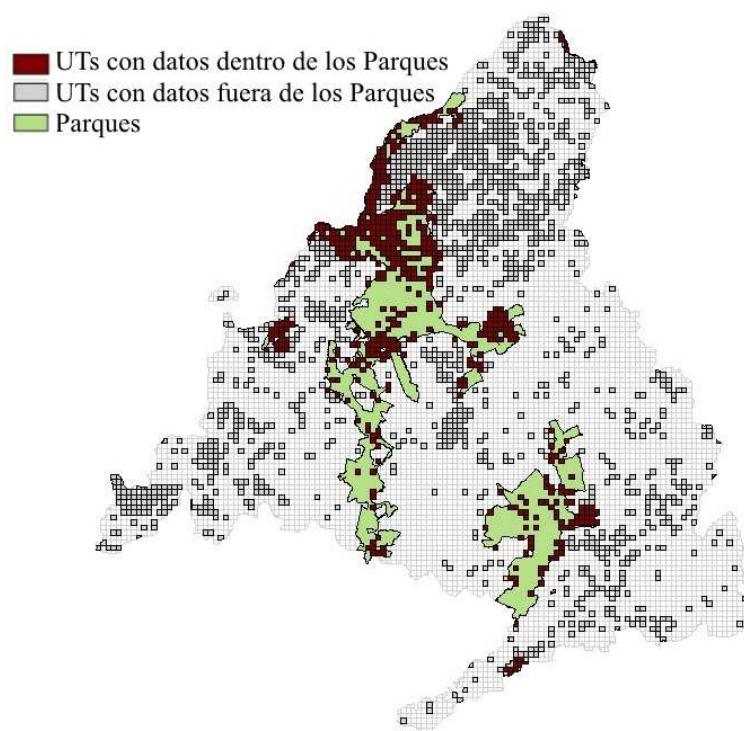 UTs con datos dentro de los Parques
UTs con datos fuera de los Parques
Parques